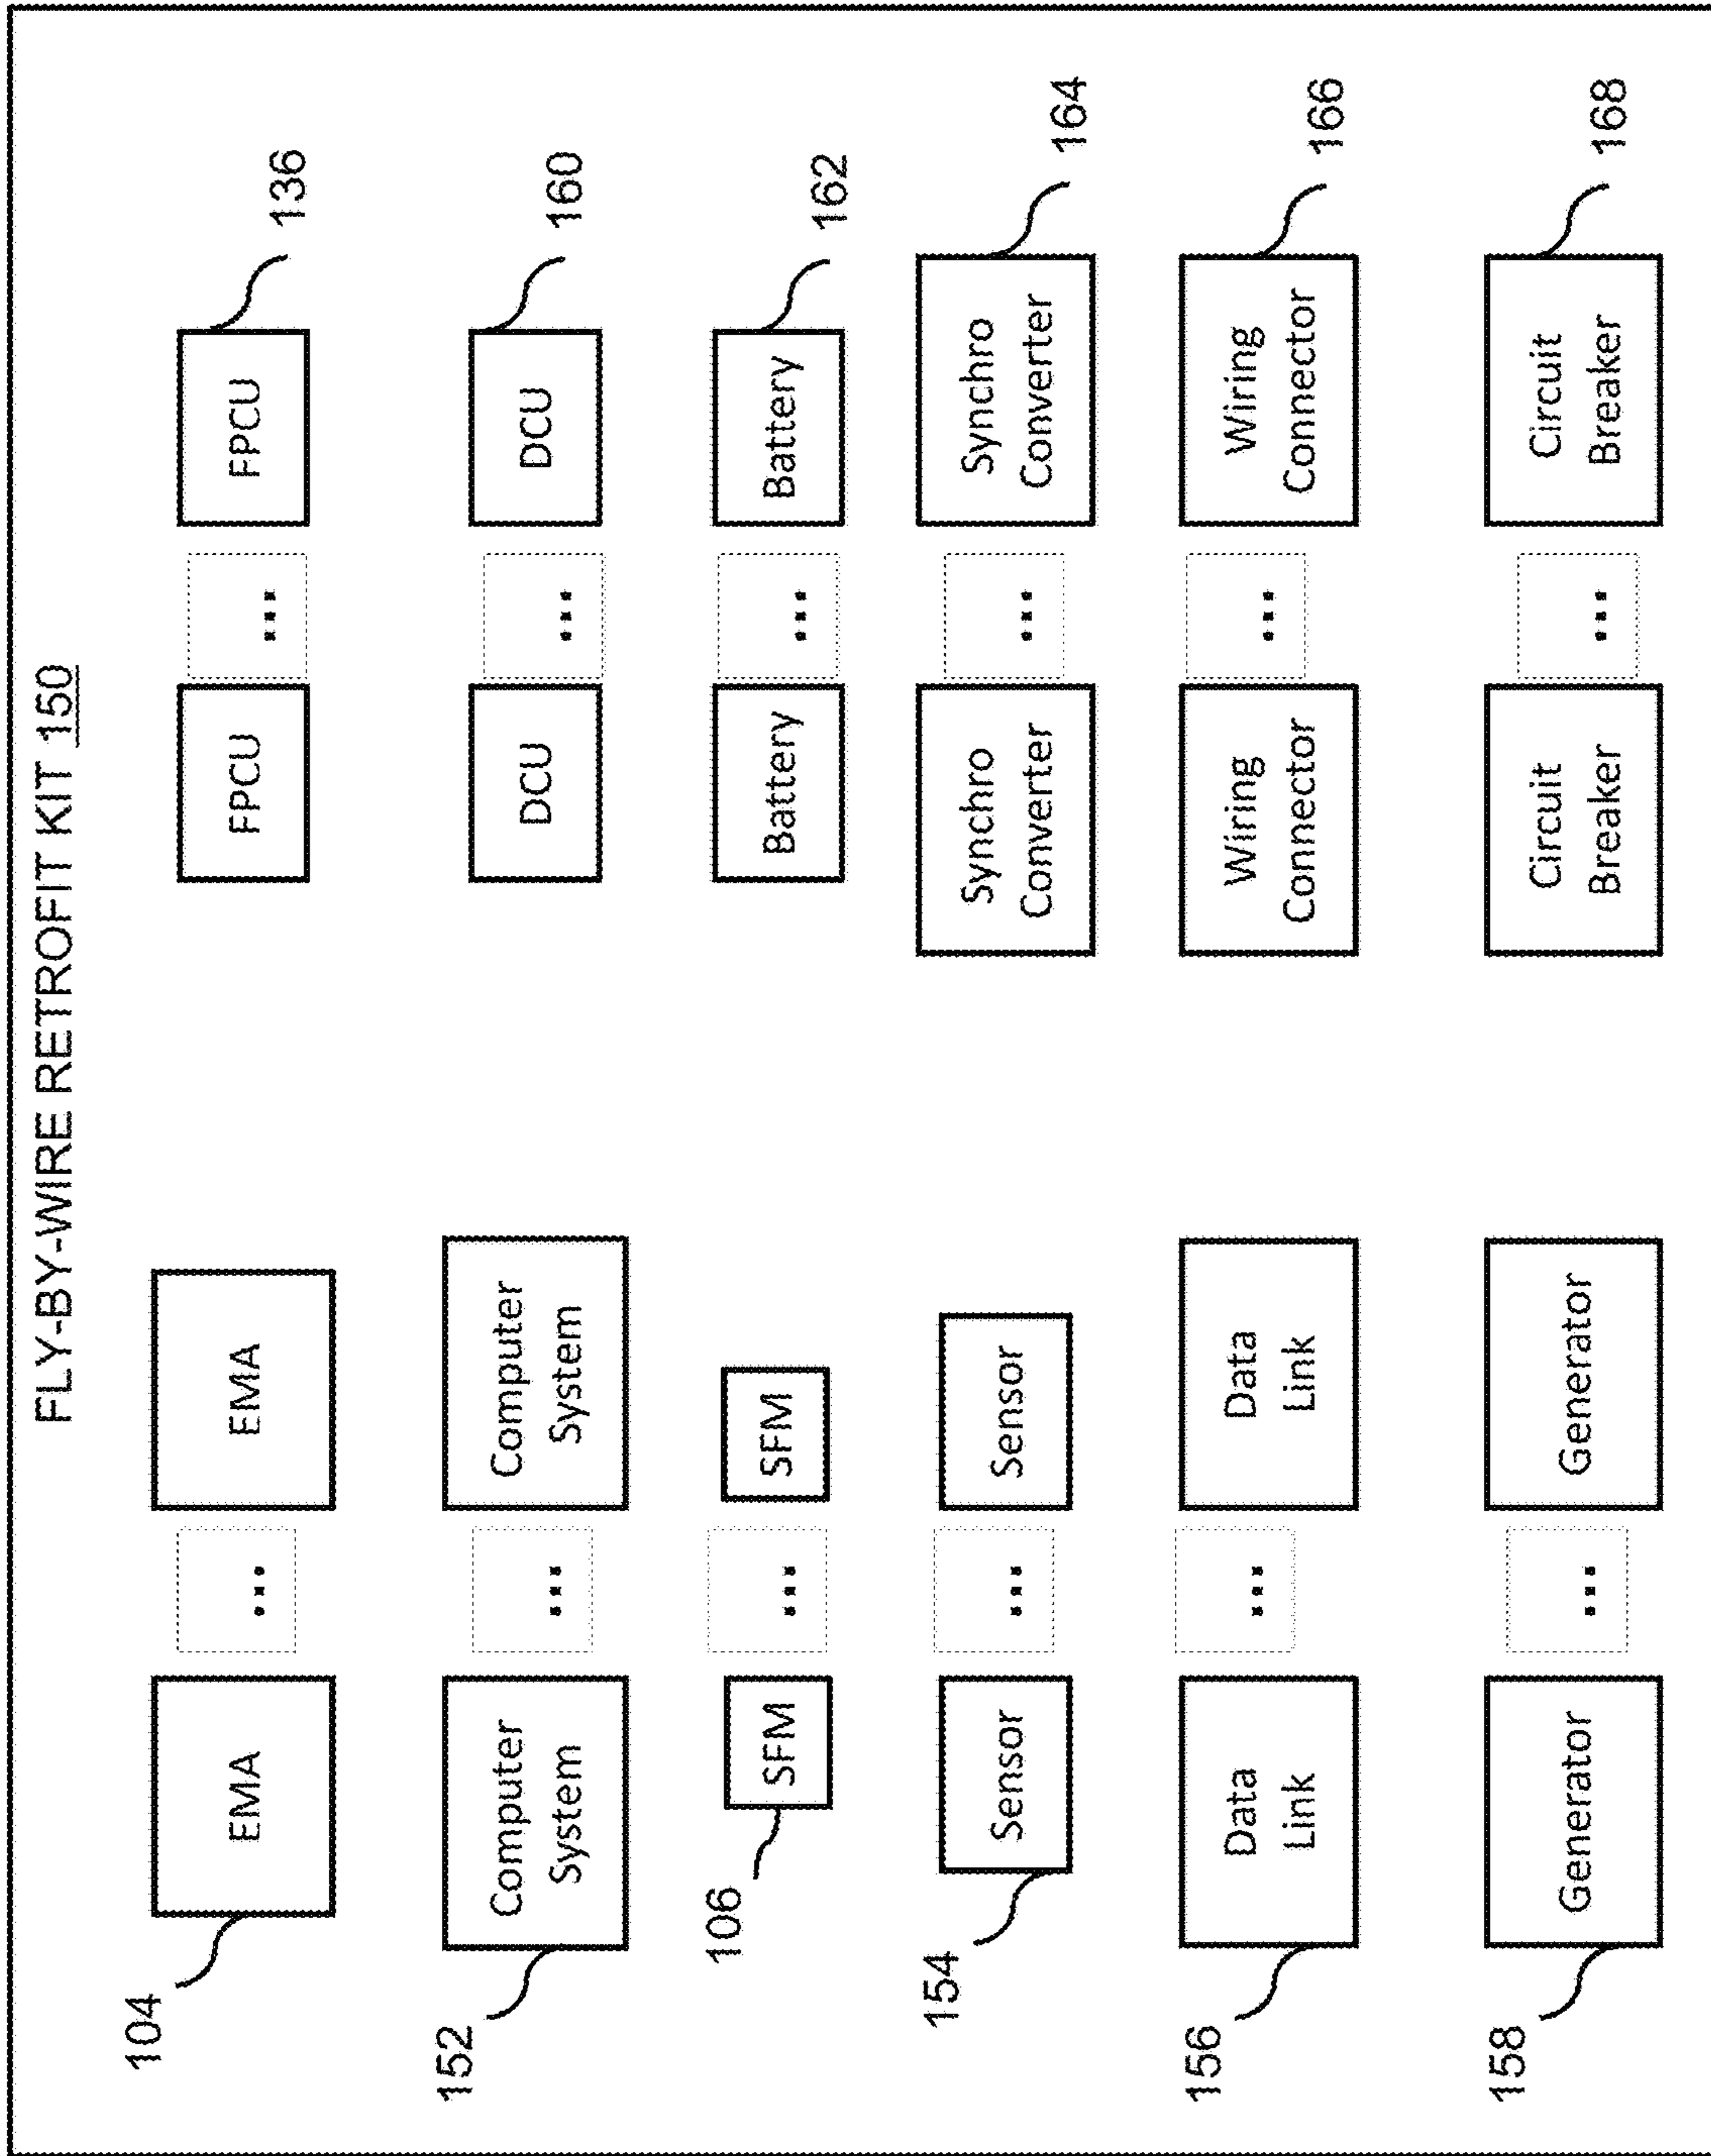 FLY-BY-WIRE RETROFIT KIT 150
104
EMA
...
EMA
FPCU
...
FPCU
136
152
Computer
System
...
Computer
System
DCU
...
DCU
160
106
SFM
...
SFM
Battery
...
Battery
162
154
Sensor
...
Sensor
Synchro
Converter
...
Synchro
Converter
164
156
Data
Link
...
Data
Link
Wiring
Connector
...
Wiring
Connector
166
158
Generator
...
Generator
Circuit
Breaker
...
Circuit
Breaker
168